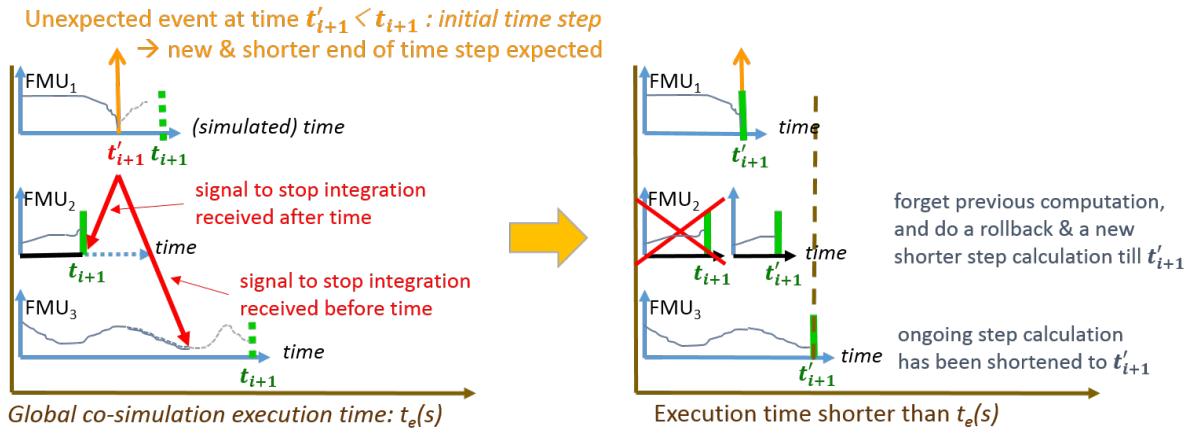 Unexpected event at time t′ᵢ₊₁ < tᵢ₊₁ : initial time step
→ new & shorter end of time step expected
FMU₁
(simulated) time
t′ᵢ₊₁
tᵢ₊₁
FMU₂
signal to stop integration
received after time
time
tᵢ₊₁
signal to stop integration
received before time
FMU₃
time
tᵢ₊₁
Global co-simulation execution time: tₑ(s)
FMU₁
time
t′ᵢ₊₁
FMU₂
tᵢ₊₁
t′ᵢ₊₁
forget previous computation,
and do a rollback & a new
shorter step calculation till t′ᵢ₊₁
FMU₃
time
t′ᵢ₊₁
ongoing step calculation
has been shortened to t′ᵢ₊₁
Execution time shorter than tₑ(s)